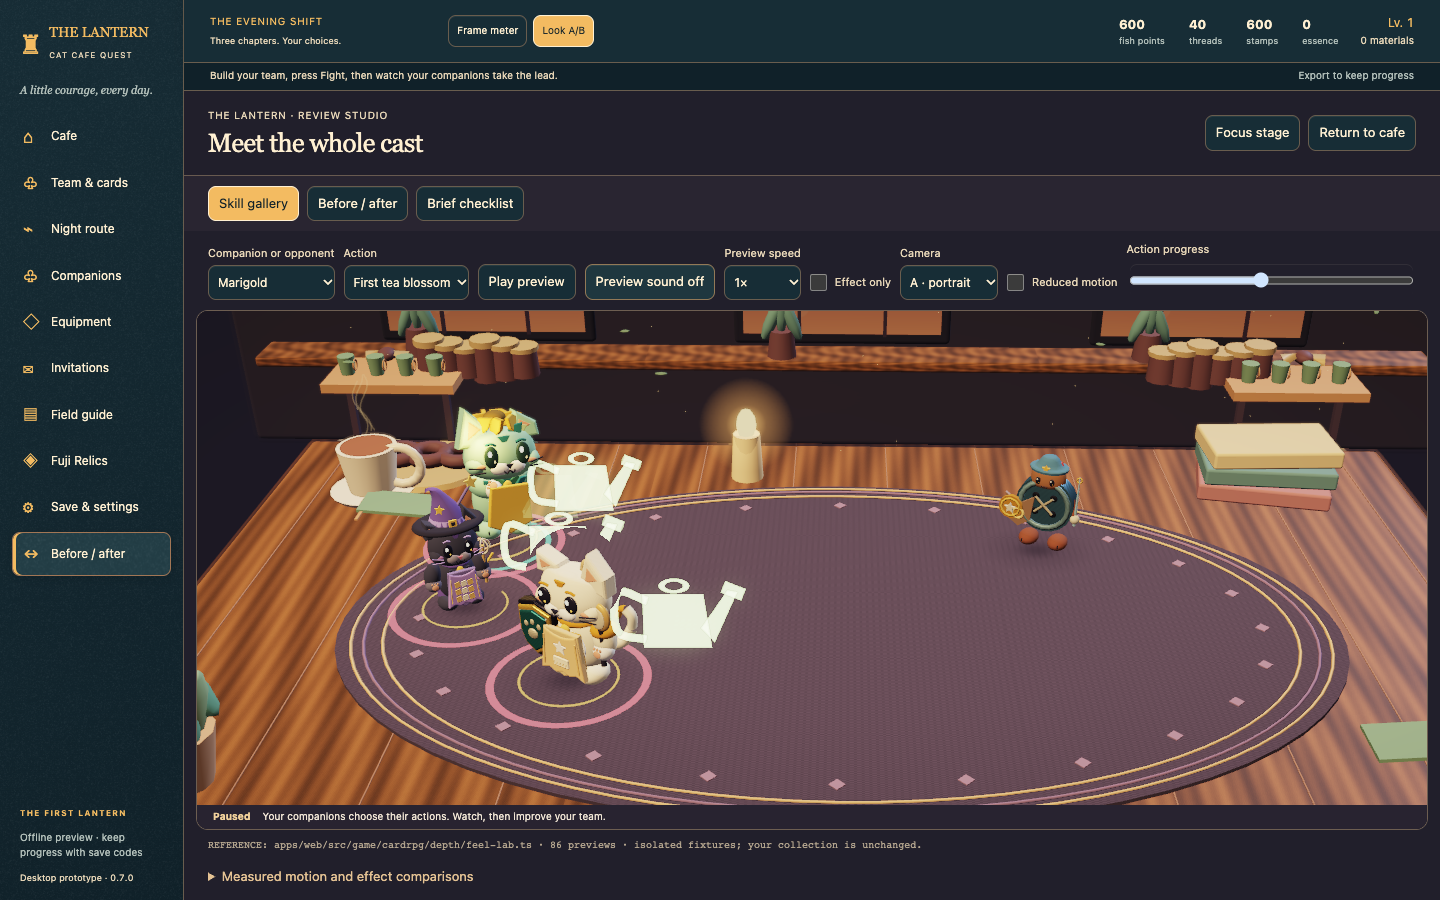 THE LANTERN
CAT CAFE QUEST
A little courage, every day.
Cafe
Team & cards
Night route
Companions
Equipment
Invitations
Field guide
Fuji Relics
Save & settings
Before / after
THE FIRST LANTERN
Offline preview · keep
progress with save codes
Desktop prototype · 0.7.0
THE EVENING SHIFT
Three chapters. Your choices.
Frame meter
Look A/B
600
fish points
40
threads
600
stamps
0
essence
Lv. 1
0 materials
Build your team, press Fight, then watch your companions take the lead.
Export to keep progress
THE LANTERN · REVIEW STUDIO
Meet the whole cast
Focus stage
Return to cafe
Skill gallery
Before / after
Brief checklist
Companion or opponent
Marigold
Action
First tea blossom
Play preview
Preview sound off
Preview speed
1×
Effect only
Camera
A · portrait
Reduced motion
Action progress
Paused Your companions choose their actions. Watch, then improve your team.
REFERENCE: apps/web/src/game/cardrpg/depth/feel-lab.ts · 86 previews · isolated fixtures; your collection is unchanged.
Measured motion and effect comparisons